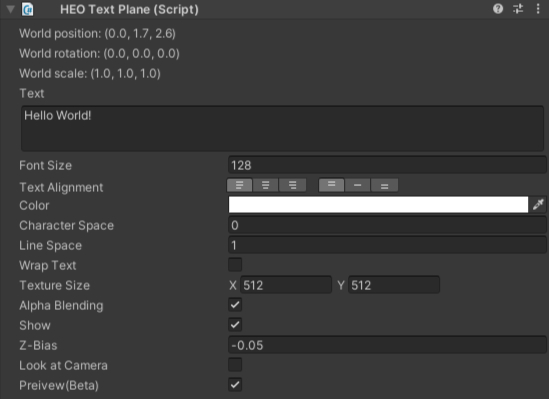 HEO Text Plane (Script)
World position: (0.0, 1.7, 2.6)
World rotation: (0.0, 0.0, 0.0)
World scale: (1.0, 1.0, 1.0)
Text
Hello World!
Font Size 128
Text Alignment
Color
Character Space 0
Line Space 1
Wrap Text
Texture Size X 512 Y 512
Alpha Blending
Show
Z-Bias -0.05
Look at Camera
Preivew(Beta)